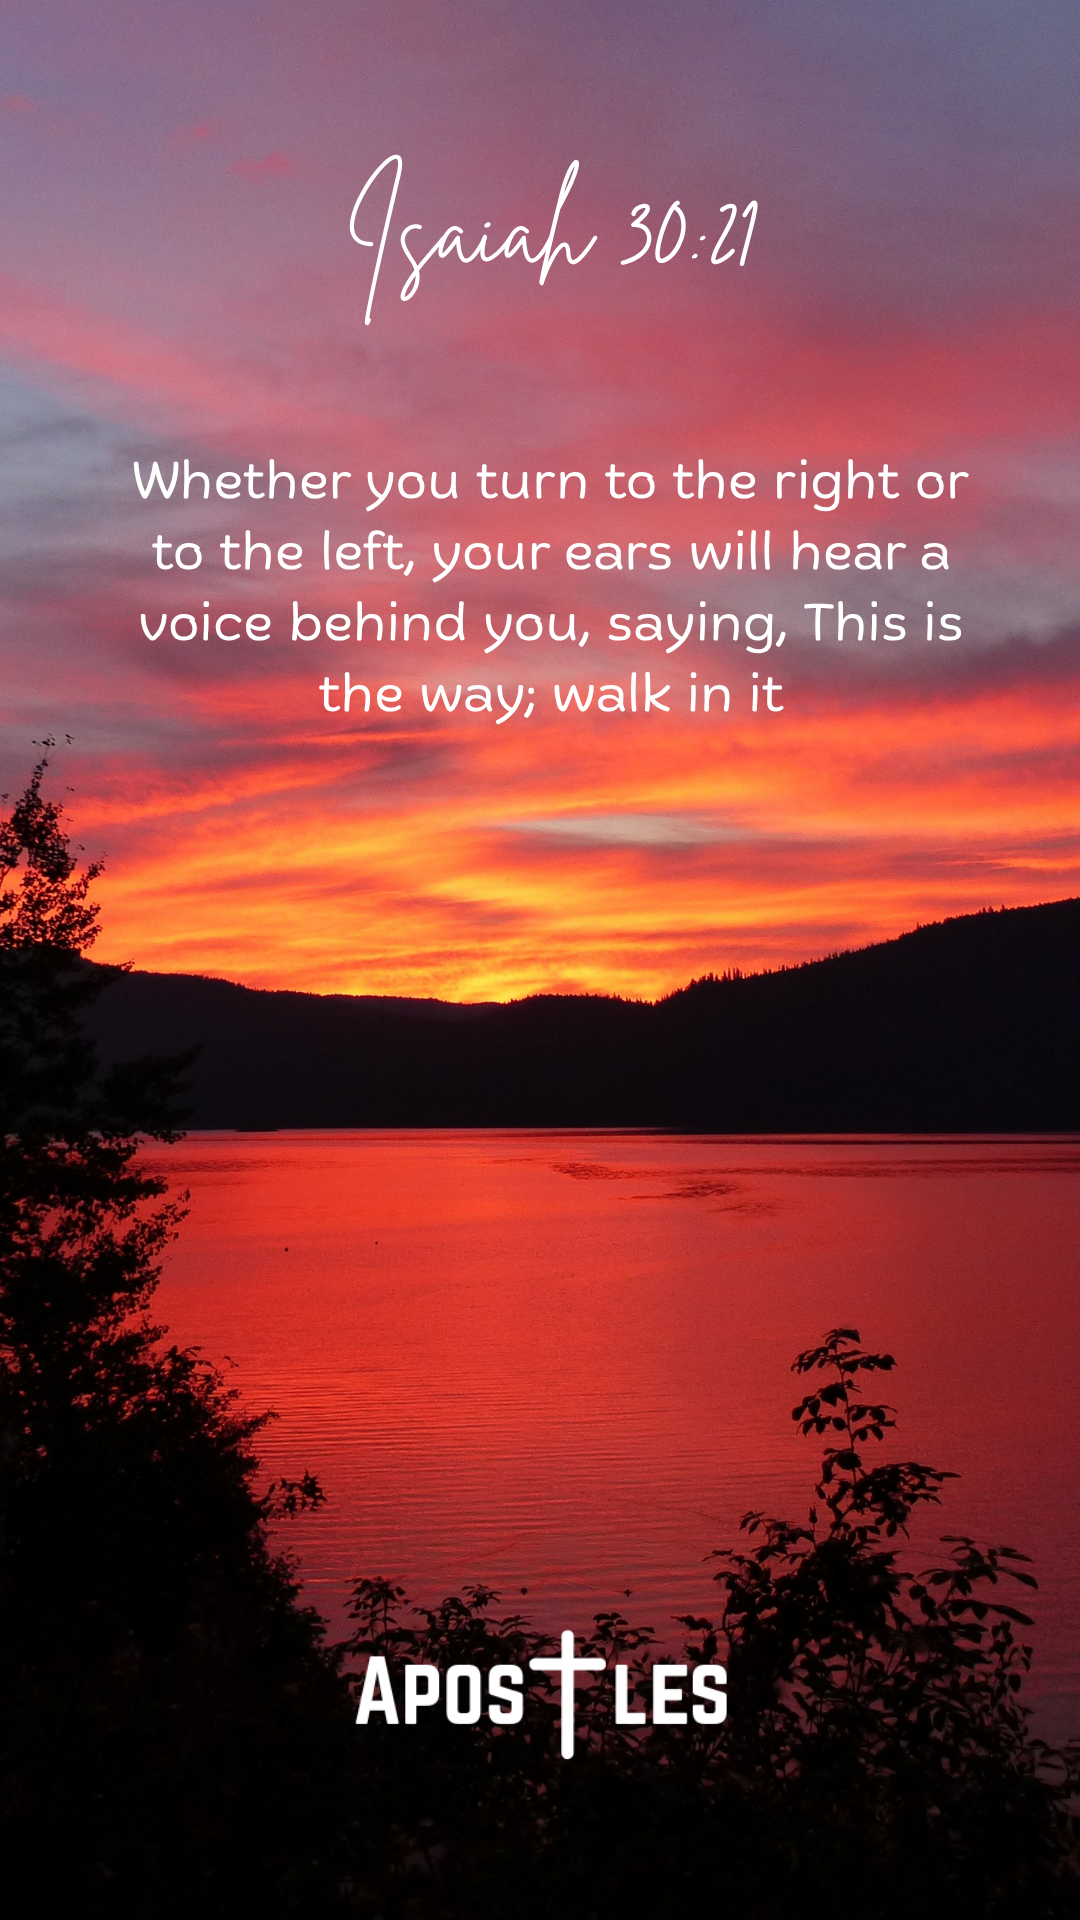 Isaiah 30:21
Whether you turn to the right or
to the left, your ears will hear a
voice behind you, saying, This is
the way; walk in it
APOSTLES